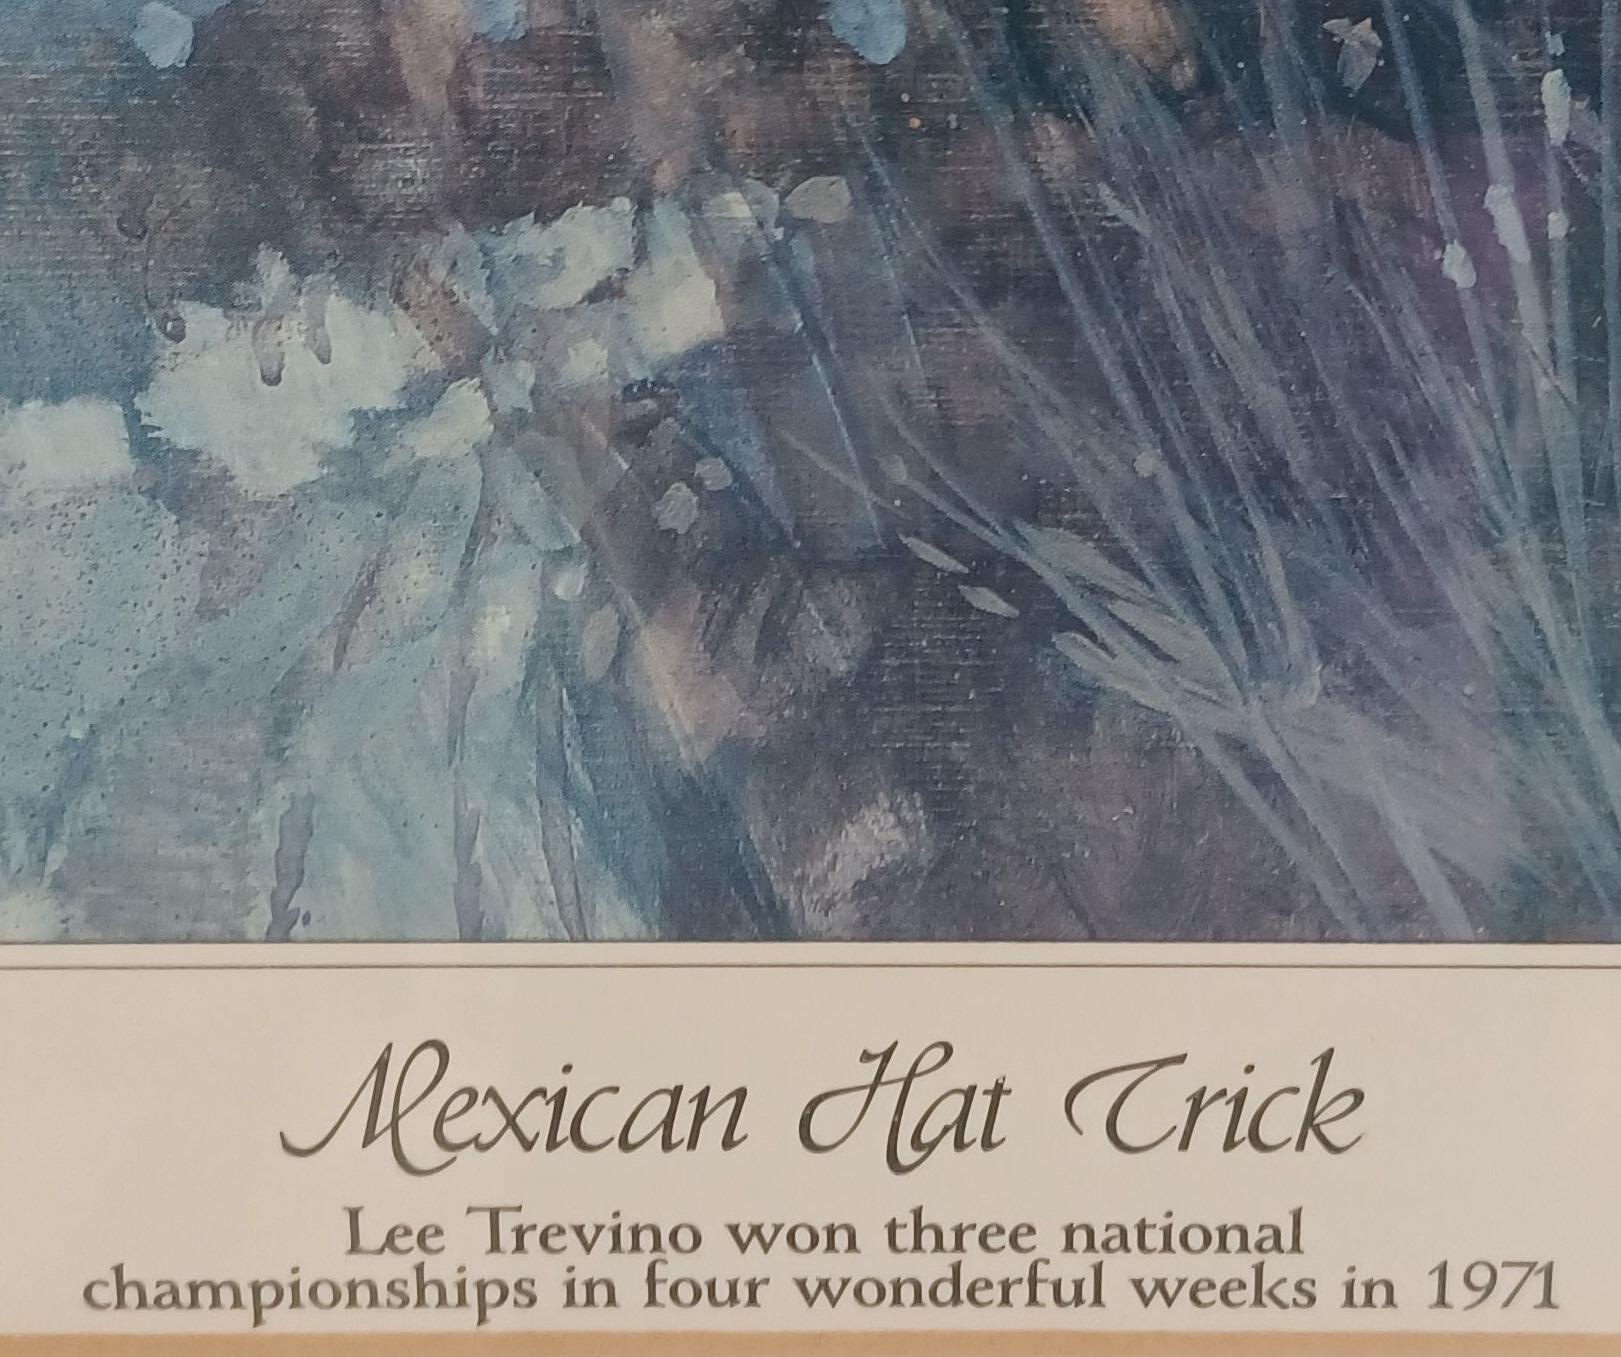 Mexican Hat Trick
Lee Trevino won three national
championships in four wonderful weeks in 1971